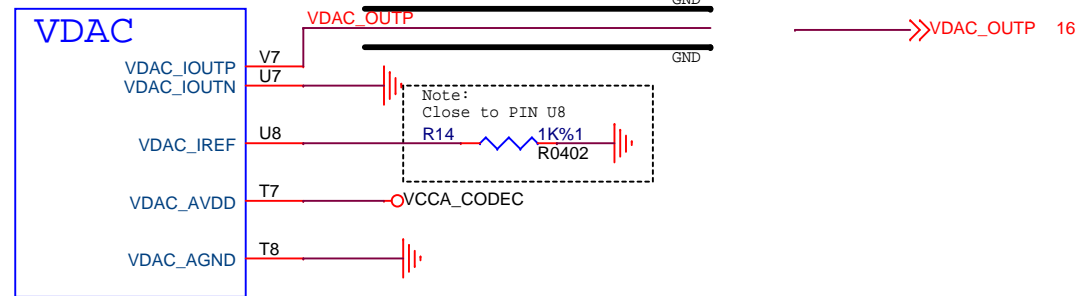 GND
VDAC
VDAC_OUTP
VDAC_OUTP 16
GND
VDAC_IOUTP V7
VDAC_IOUTN U7
Note:
Close to PIN U8
VDAC_IREF U8 R14 1K%1
R0402
VDAC_AVDD T7 VCCA_CODEC
VDAC_AGND T8